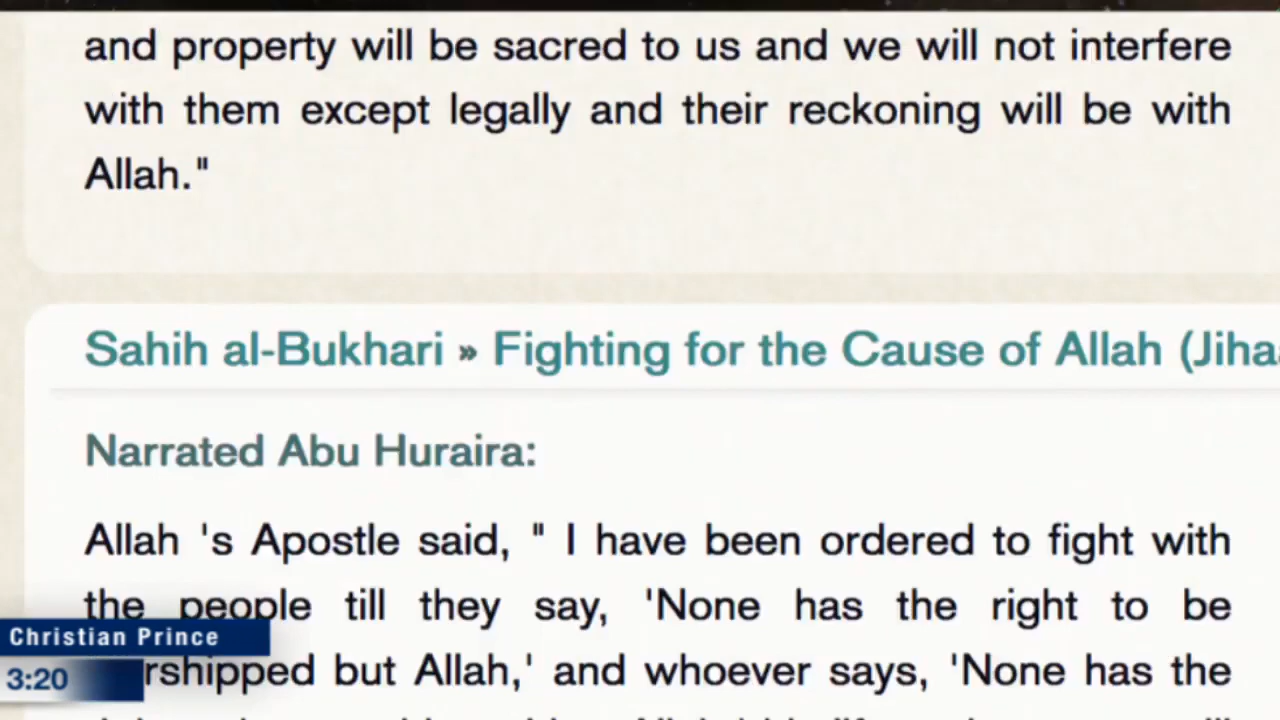 and property will be sacred to us and we will not interfere
with them except legally and their reckoning will be with
Allah."
Sahih al-Bukhari » Fighting for the Cause of Allah
Narrated Abu Huraira:
Allah 's Apostle said, " I have been ordered to fight with
the people till they say, 'None has the right to be
but Allah,' and whoever says, 'None has the
Christian Prince
3:20